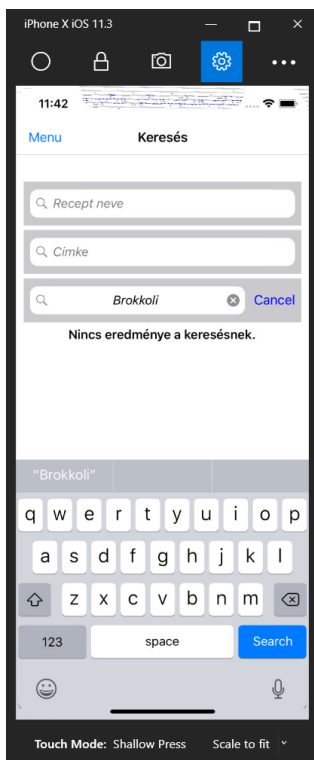 iPhone X iOS 11.3
11:42
Menu Keresés
Recept neve
Címke
Brokkoli Cancel
Nincs eredménye a keresésnek.
"Brokkoli"
q w e r t y u i o p
a s d f g h j k l
z x c v b n m
123 space Search
Touch Mode: Shallow Press Scale to fit